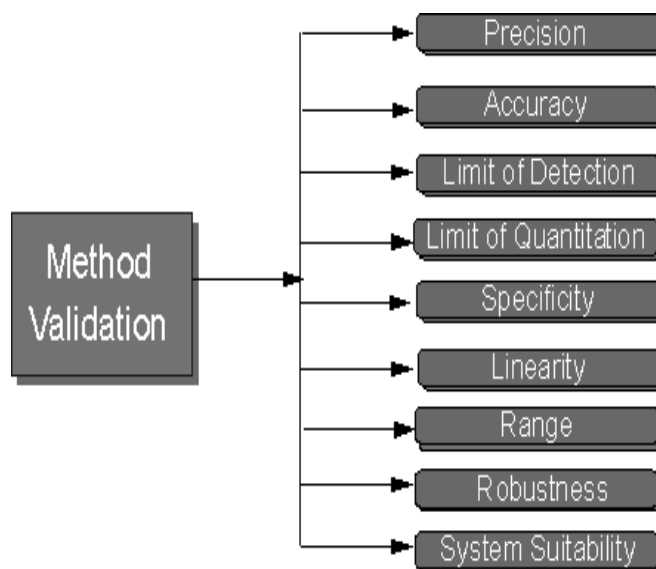 Method
Validation
Precision
Accuracy
Limit of Detection
Limit of Quantitation
Specificity
Linearity
Range
Robustness
System Suitability